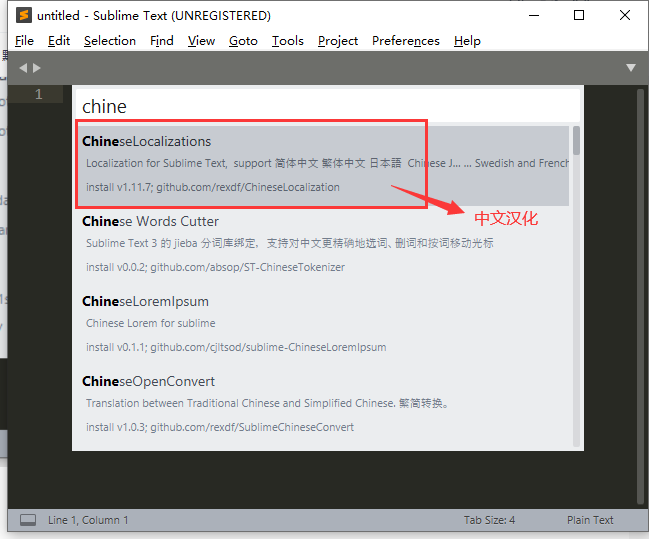 untitled - Sublime Text (UNREGISTERED)
File Edit Selection Find View Goto Tools Project Preferences Help
1
chine
ChineseLocalizations
Localization for Sublime Text, support 简体中文 繁体中文 日本語 Chinese J... ... Swedish and French
install v1.11.7; github.com/rexdf/ChineseLocalization
中文汉化
Chinese Words Cutter
Sublime Text 3 的 jieba 分词库绑定, 支持对中文更精确地选词、删词和按词移动光标
install v0.0.2; github.com/absop/ST-ChineseTokenizer
ChineseLoremIpsum
Chinese Lorem for sublime
install v0.1.1; github.com/cjltsod/sublime-ChineseLoremIpsum
ChineseOpenConvert
Translation between Traditional Chinese and Simplified Chinese. 繁简转换。
install v1.0.3; github.com/rexdf/SublimeChineseConvert
Line 1, Column 1 Tab Size: 4 Plain Text